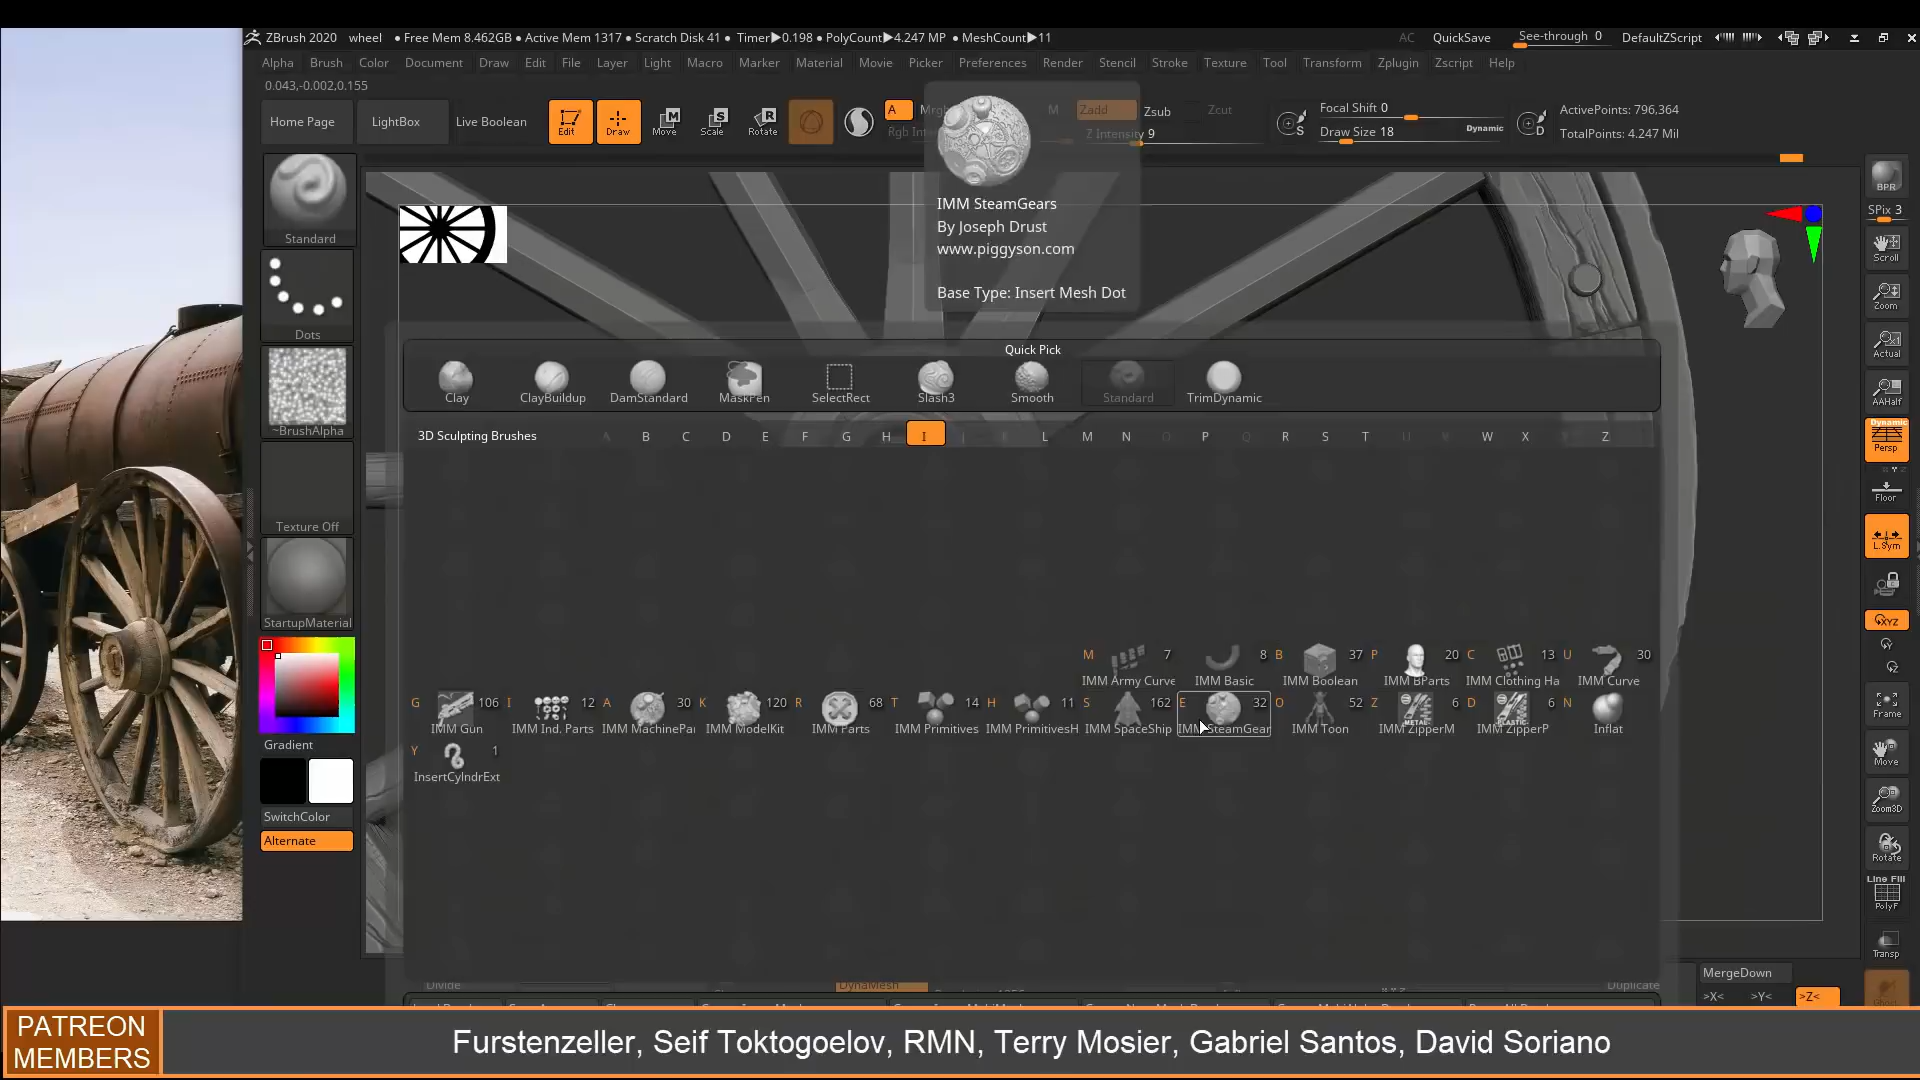 ZBrush 2020 wheel ● Free Mem 8.462GB ● Active Mem 1317 ● Scratch Disk 41 ● Timer▶0.198 ● PolyCount▶4.247 MP ● MeshCount▶11 AC QuickSave See-through 0 DefaultZScript
Alpha Brush Color Document Draw Edit File Layer Light Macro Marker Material Movie Picker Preferences Render Stencil Stroke Texture Tool Transform Zplugin Zscript Help
0.043,-0.002,0.155
Home Page LightBox Live Boolean Edit Draw Move Scale Rotate A M Zadd Zsub Zcut Focal Shift 0 ActivePoints: 796,364
Z Intensity 9 Draw Size 18 Dynamic TotalPoints: 4.247 Mil
IMM SteamGears
By Joseph Drust
www.piggyson.com
Base Type: Insert Mesh Dot
Standard
Dots
~BrushAlpha
Texture Off
StartupMaterial
Gradient
SwitchColor
Alternate
Quick Pick
Clay ClayBuildup DamStandard MaskPen SelectRect Slash3 Smooth Standard TrimDynamic
3D Sculpting Brushes A B C D E F G H I J K L M N O P Q R S T U V W X Y Z
M 7 8 B 37 P 20 C 13 U 30
IMM Army Curve IMM Basic IMM Boolean IMM BParts IMM Clothing Ha IMM Curve
G 106 I 12 A 30 K 120 R 68 T 14 H 11 S 162 E 32 O 52 Z 6 D 6 N
IMM Gun IMM Ind. Parts IMM MachinePa IMM ModelKit IMM Parts IMM Primitives IMM PrimitivesH IMM SpaceShip IMM SteamGear IMM Toon IMM ZipperM IMM ZipperP Inflat
Y 1
InsertCylndrExt
BPR
SPix 3
Scroll
Zoom
Actual
AAHalf
Dynamic
Persp
Floor
L.Sym
XYZ
Frame
Move
Zoom3D
Rotate
Line Fill
PolyF
Transp
Divide DynaMesh Duplicate
MergeDown
>X< >Y< >Z<
PATREON
MEMBERS
Furstenzeller, Seif Toktogoelov, RMN, Terry Mosier, Gabriel Santos, David Soriano